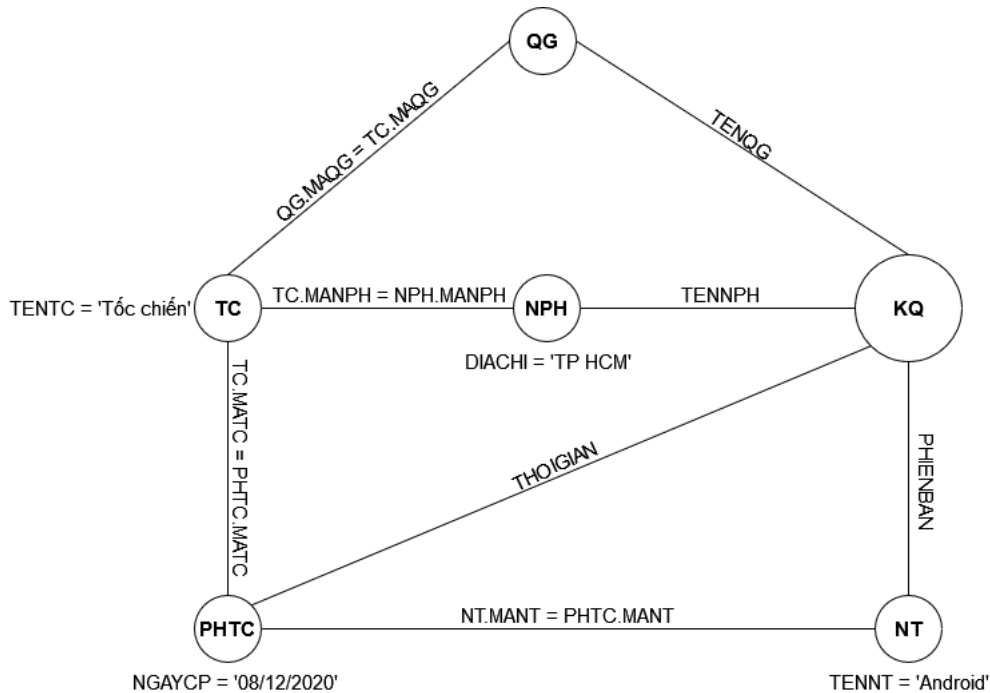 QG
QG.MAQG = TC.MAQG
TENQG
TENTC = 'Tốc chiến'
TC
TC.MANPH = NPH.MANPH
NPH
TENNPH
KQ
DIACHI = 'TP HCM'
TC.MATC = PHTC.MATC
THOIGIAN
PHIENBAN
PHTC
NT.MANT = PHTC.MANT
NT
NGAYCP = '08/12/2020'
TENNT = 'Android'